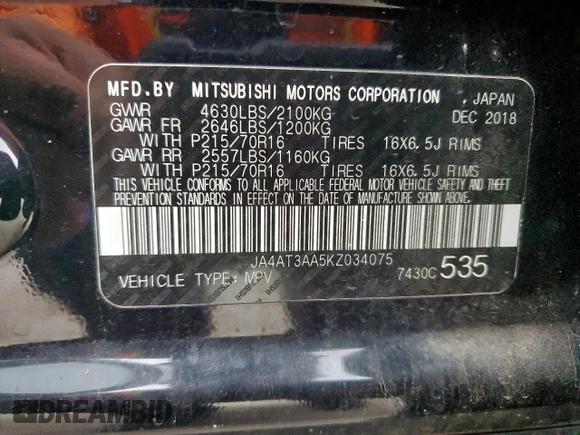 MFD.BY MITSUBISHI MOTORS CORPORATION , JAPAN
GVWR 4630LBS/2100KG DEC 2018
GAWR FR 2646LBS/1200KG
WITH P215/70R16 TIRES 16X6.5J RIMS
GAWR RR 2557LBS/1160KG
WITH P215/70R16 TIRES 16X6.5J RIMS
THIS VEHICLE CONFORMS TO ALL APPLICABLE FEDERAL MOTOR VEHICLE SAFETY AND THEFT
PREVENTION STANDARDS IN EFFECT ON THE DATE OF MANUFACTURE SHOWN ABOVE.
JA4AT3AA5KZ034075
VEHICLE TYPE: MPV 7430C 535
DREAMBID